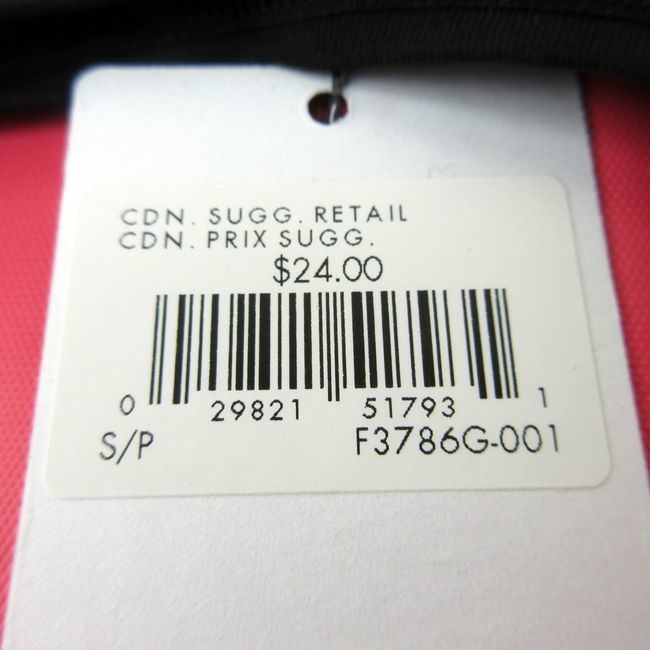 CDN. SUGG. RETAIL
CDN. PRIX SUGG.
$24.00
0 29821 51793 1
S/P F3786G-001